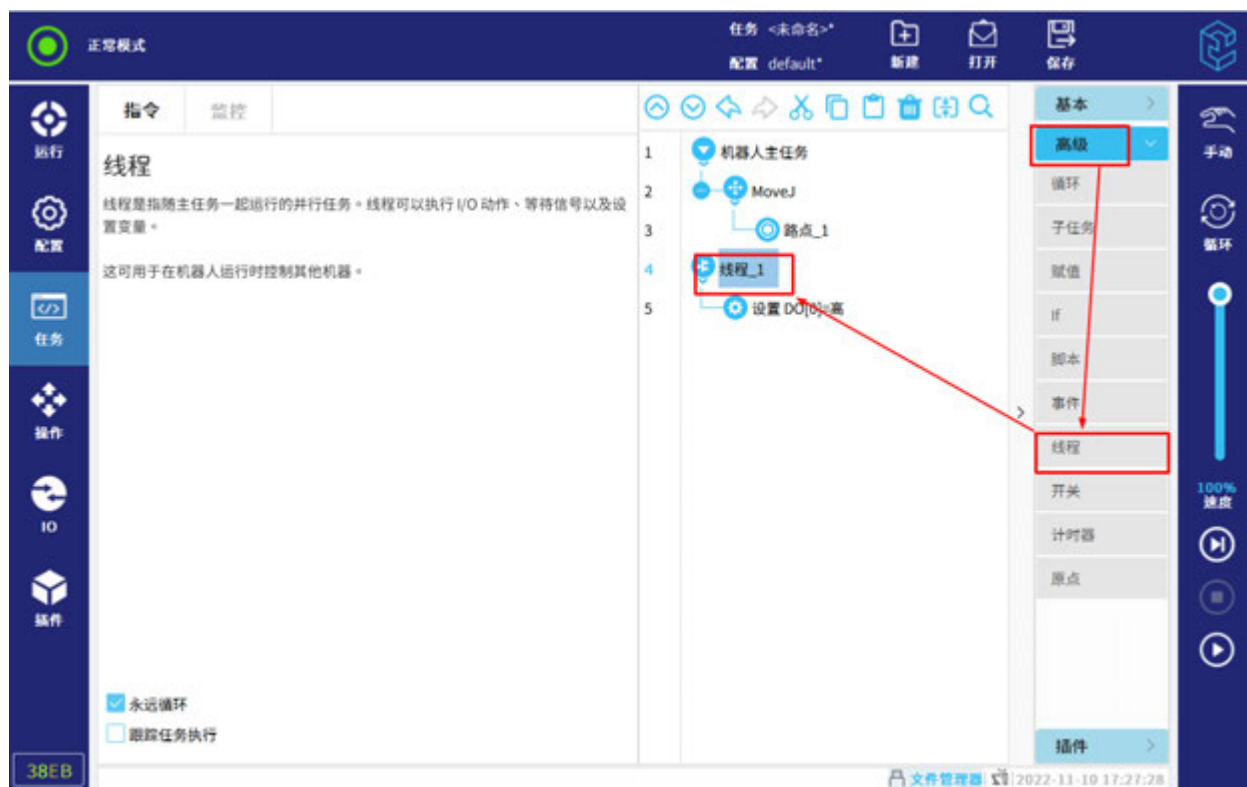 正常模式
任务 <未命名>*
配置 default*
新建
打开
保存
运行
配置
任务
操作
IO
插件
38EB
指令
监控
线程
线程是指随主任务一起运行的并行任务。线程可以执行 I/O 动作、等待信号以及设
置变量。
这可用于在机器人运行时控制其他机器。
永远循环
跟踪任务执行
1 机器人主任务
2 MoveJ
3 路点_1
4 线程_1
5 设置 DO[0]=高
基本
高级
循环
子任务
赋值
If
脚本
事件
线程
开关
计时器
原点
插件
手动
循环
100%
速度
文件管理器 2022-11-10 17:27:28